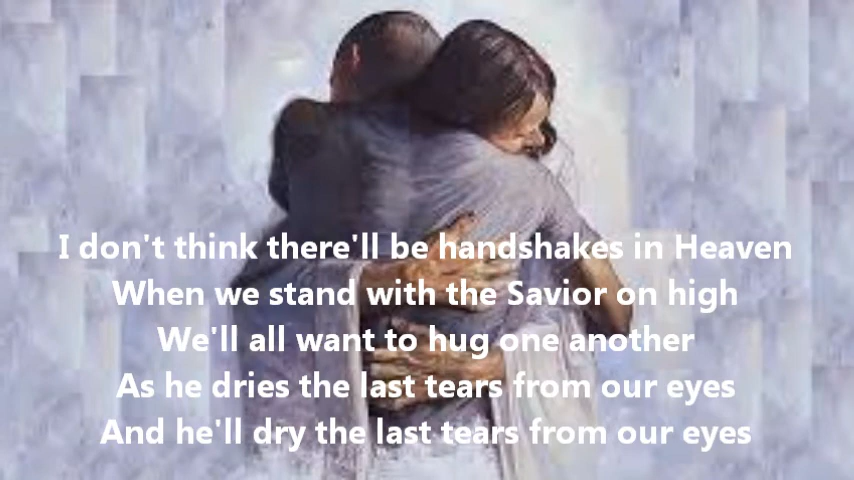 I don't think there'll be handshakes in Heaven
When we stand with the Savior on high
We'll all want to hug one another
As he dries the last tears from our eyes
And he'll dry the last tears from our eyes